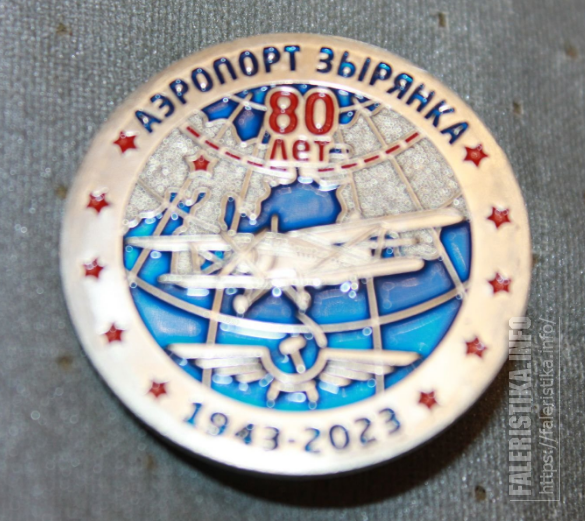 АЭРОПОРТ ЗЫРЯНКА
80
лет
1943-2023
FALERISTIKA.INFO
https://faleristika.info/